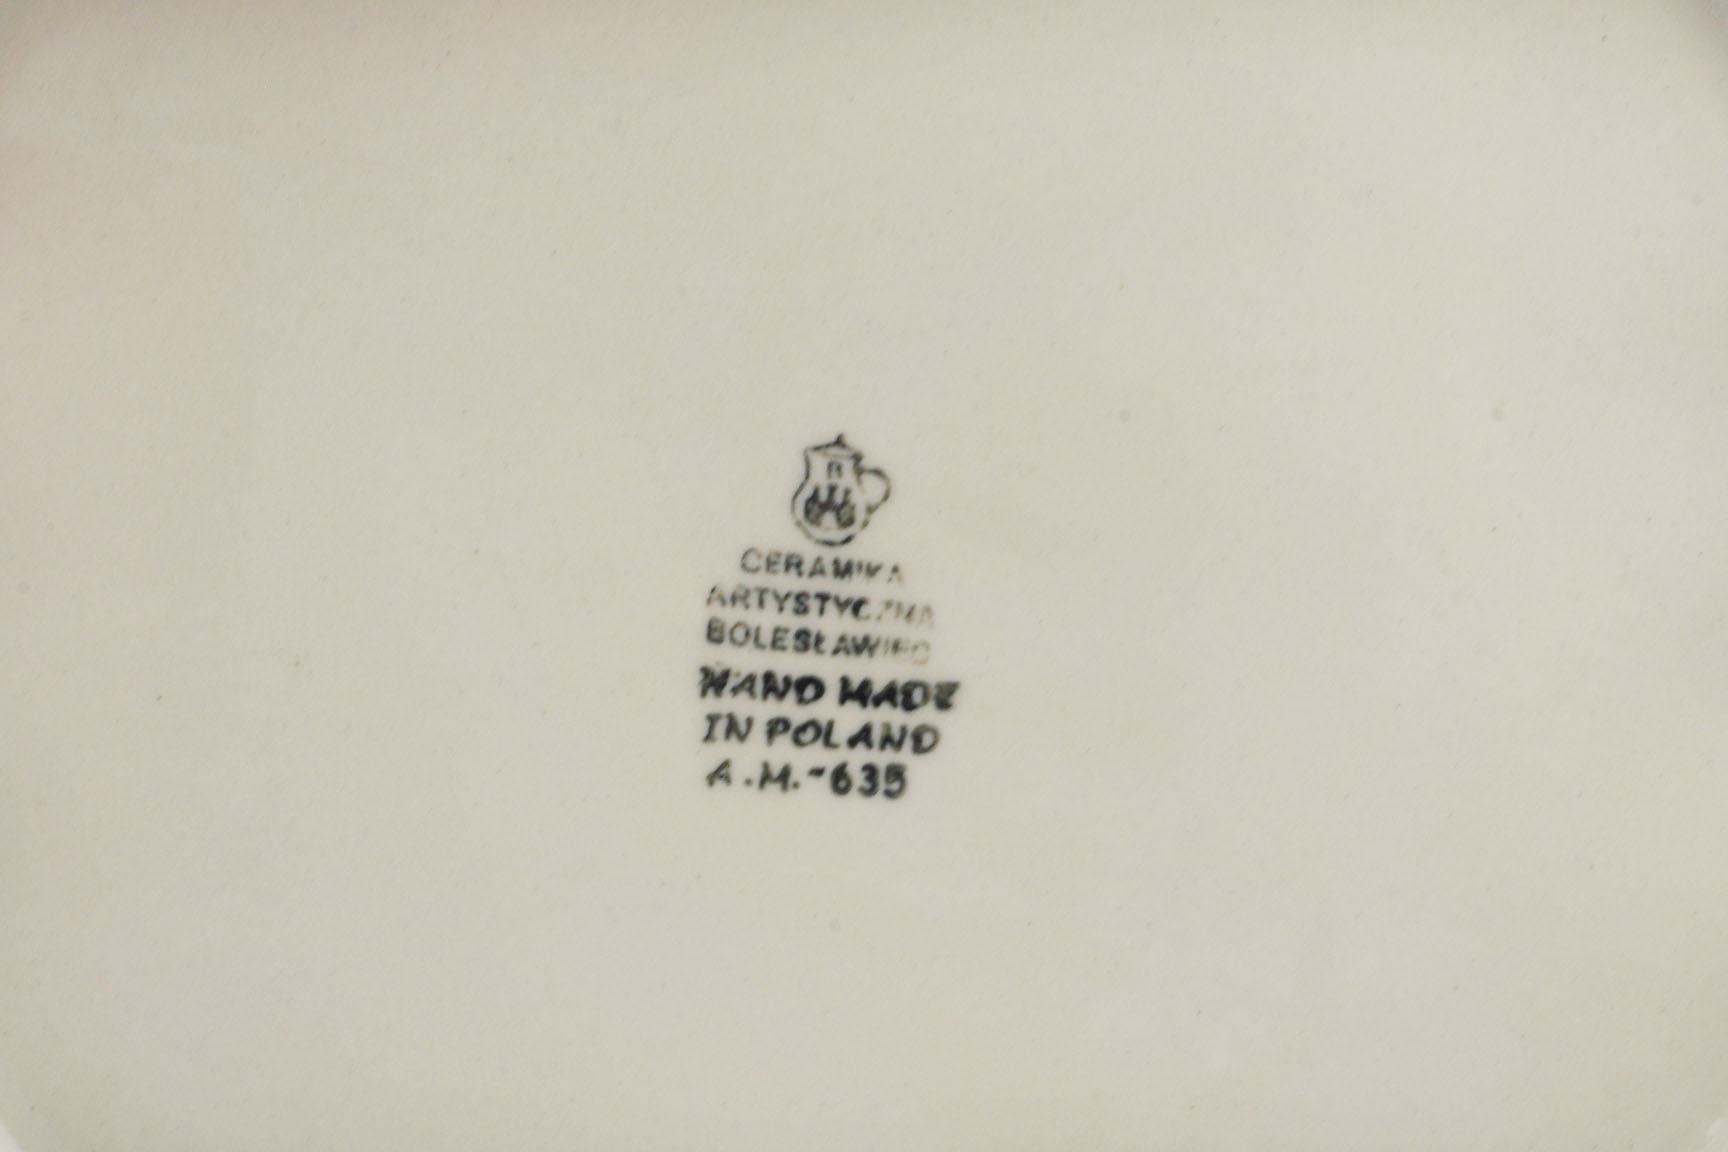 CERAMIKA
ARTYSTYCZNA
BOLESŁAWIEC
HAND MADE
IN POLAND
A.M.-635